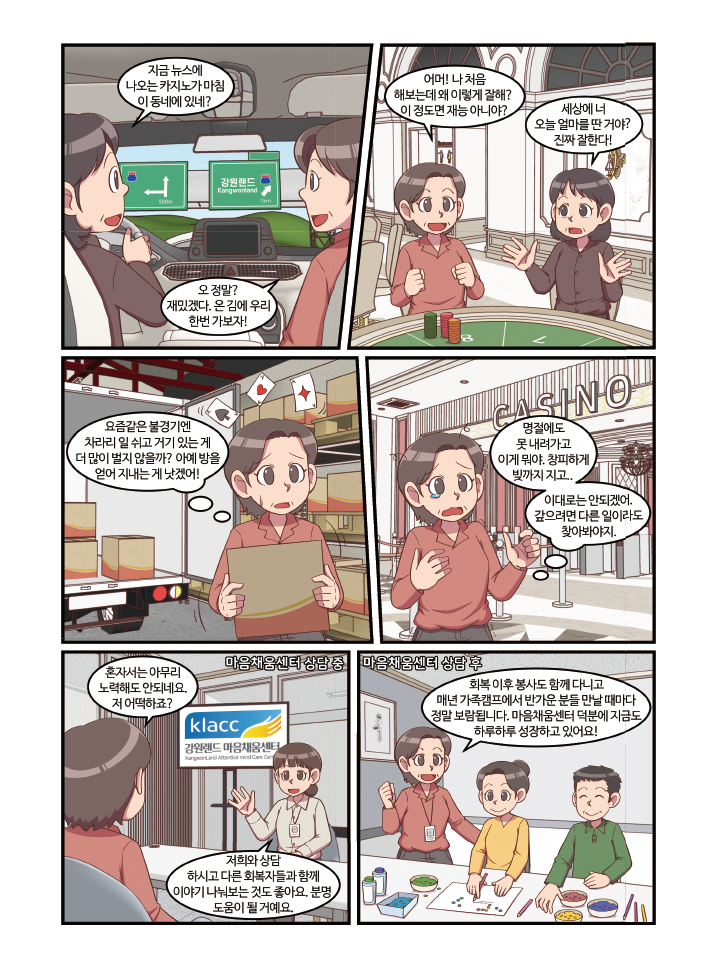 지금 뉴스에
나오는 카지노가 마침
이 동네에 있네?
500m
강원랜드
Kangwonland
1km
오 정말?
재밌겠다. 온 김에 우리
한번 가보자!
어머! 나 처음
해보는데 왜 이렇게 잘해?
이 정도면 재능 아니야?
세상에 너
오늘 얼마를 딴 거야?
진짜 잘한다!
8
7
요즘같은 불경기엔
차라리 일 쉬고 거기 있는 게
더 많이 벌지 않을까? 아예 방을
얻어 지내는 게 낫겠어!
CASINO
명절에도
못 내려가고
이게 뭐야. 창피하게
빚까지 지고..
이대로는 안되겠어.
갚으려면 다른 일이라도
찾아봐야지.
마음채움센터 상담 중
혼자서는 아무리
노력해도 안되네요.
저 어떡하죠?
klacc
강원랜드 마음채움센터
KangwonLand Attentive mind Care
저희와 상담
하시고 다른 회복자들과 함께
이야기 나눠보는 것도 좋아요. 분명
도움이 될 거예요.
마음채움센터 상담 후
회복 이후 봉사도 함께 다니고
매년 가족캠프에서 반가운 분들 만날 때마다
정말 보람됩니다. 마음채움센터 덕분에 지금도
하루하루 성장하고 있어요!